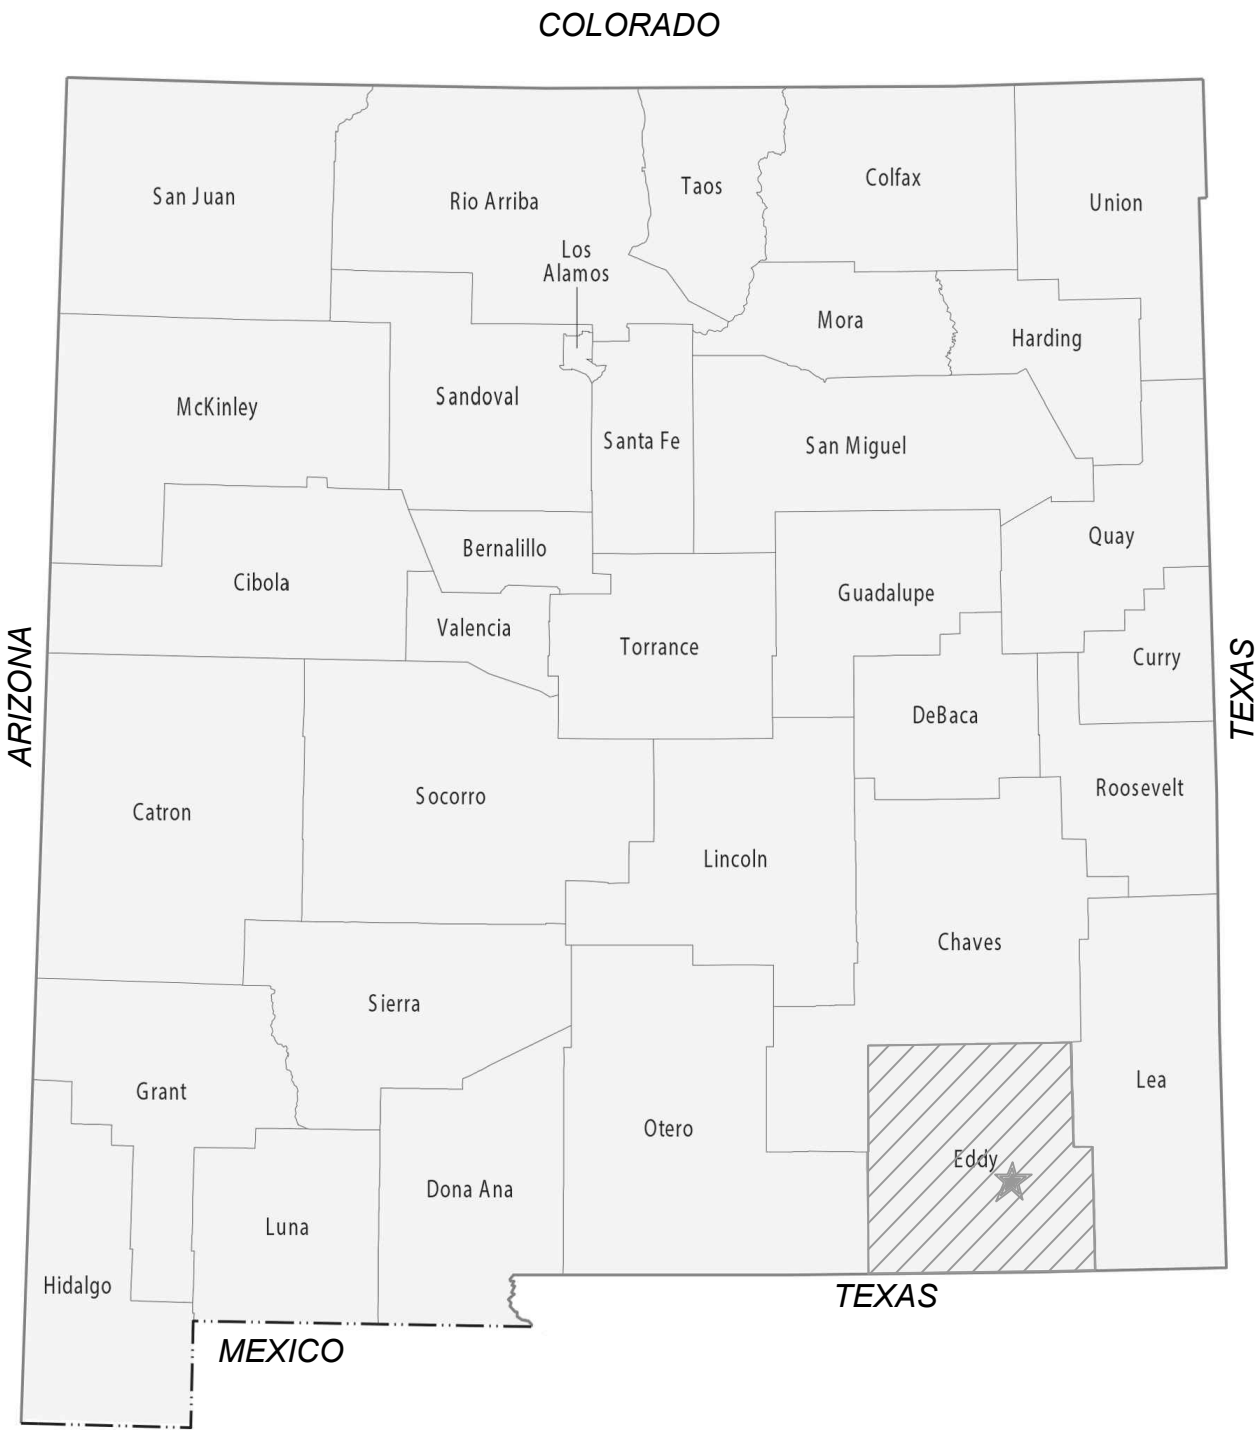 COLORADO
San Juan
Rio Arriba
Taos
Colfax
Union
Los
Alamos
Mora
Harding
McKinley
Sandoval
Santa Fe
San Miguel
Quay
Bernalillo
Cibola
Guadalupe
Valencia
Torrance
Curry
ARIZONA
TEXAS
DeBaca
Roosevelt
Catron
Socorro
Lincoln
Chaves
Sierra
Grant
Lea
Otero
Eddy
Dona Ana
Luna
Hidalgo
TEXAS
MEXICO